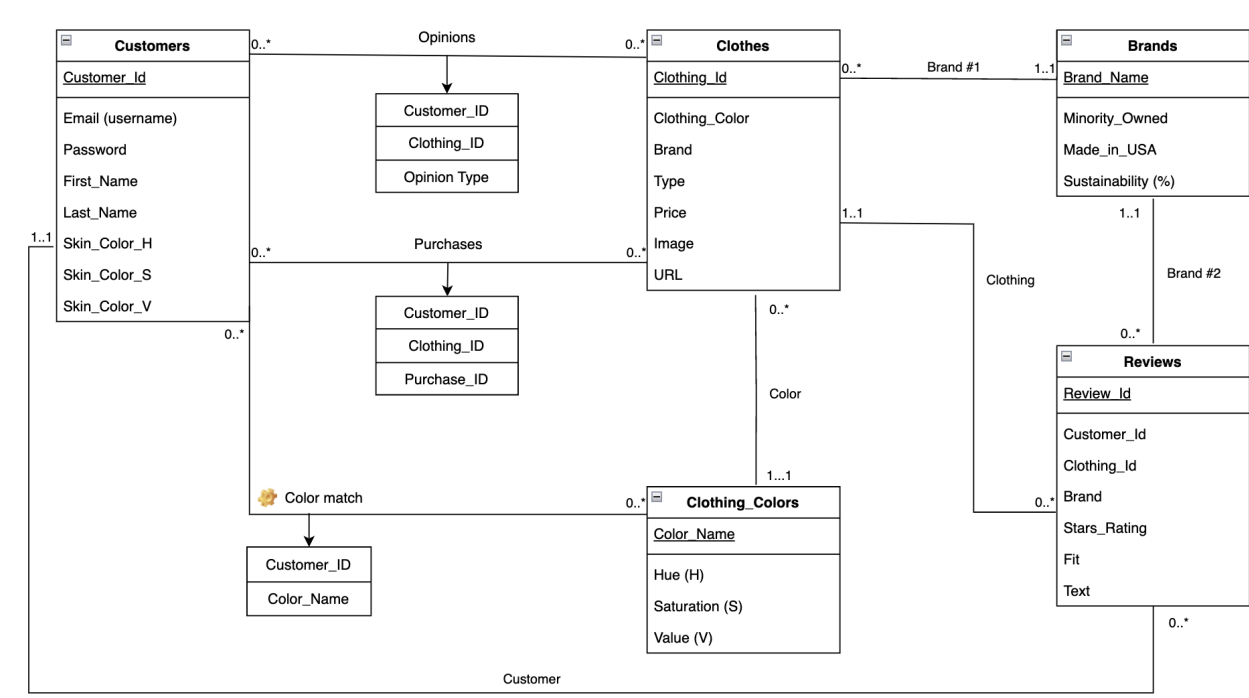 Customers
Customer_Id
Email (username)
Password
First_Name
Last_Name
Skin_Color_H
Skin_Color_S
Skin_Color_V
0..*
Opinions
0..*
Customer_ID
Clothing_ID
Opinion Type
1..1
0..*
Purchases
0..*
Customer_ID
Clothing_ID
Purchase_ID
0..*
Color match
0..*
Customer_ID
Color_Name
Clothes
Clothing_Id
Clothing_Color
Brand
Type
Price
Image
URL
0..*
Brand #1
1..1
Brands
Brand_Name
Minority_Owned
Made_in_USA
Sustainability (%)
1..1
Brand #2
0..*
1..1
Clothing
0..*
0..*
Color
1...1
Clothing_Colors
Color_Name
Hue (H)
Saturation (S)
Value (V)
Reviews
Review_Id
Customer_Id
Clothing_Id
Brand
Stars_Rating
Fit
Text
0..*
Customer